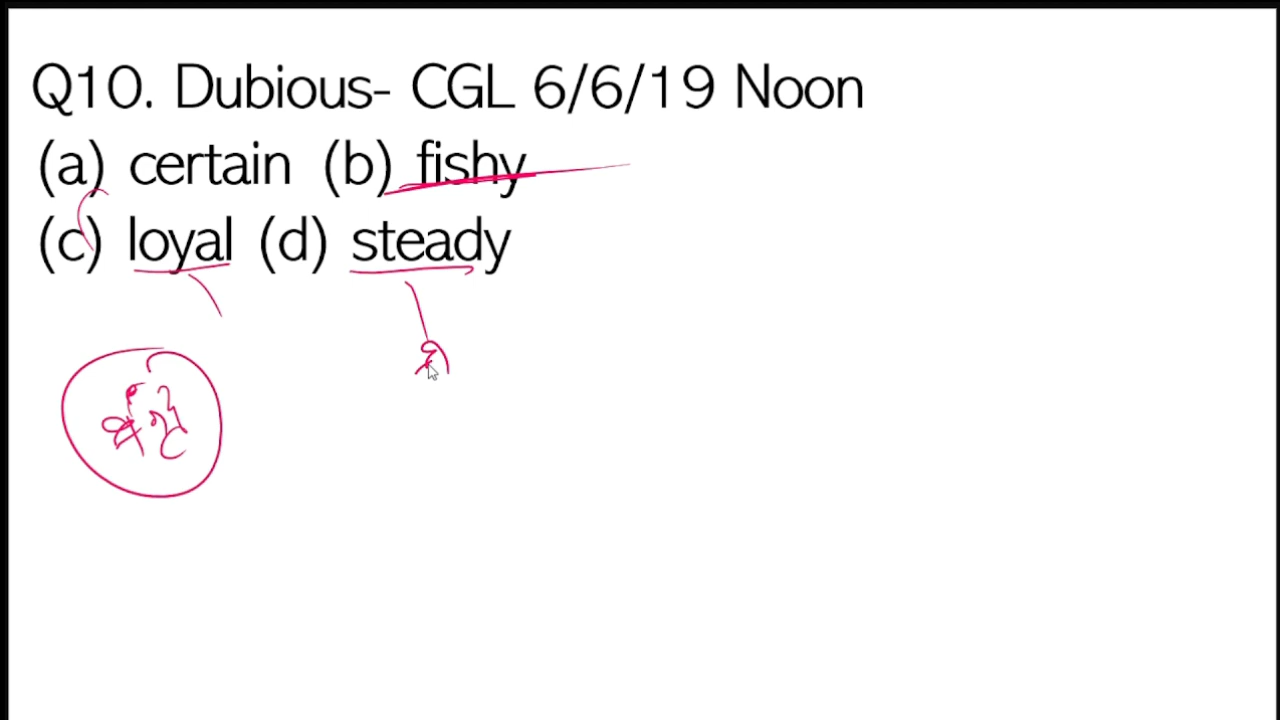 Q10. Dubious- CGL 6/6/19 Noon
(a) certain (b) fishy
(c) loyal (d) steady